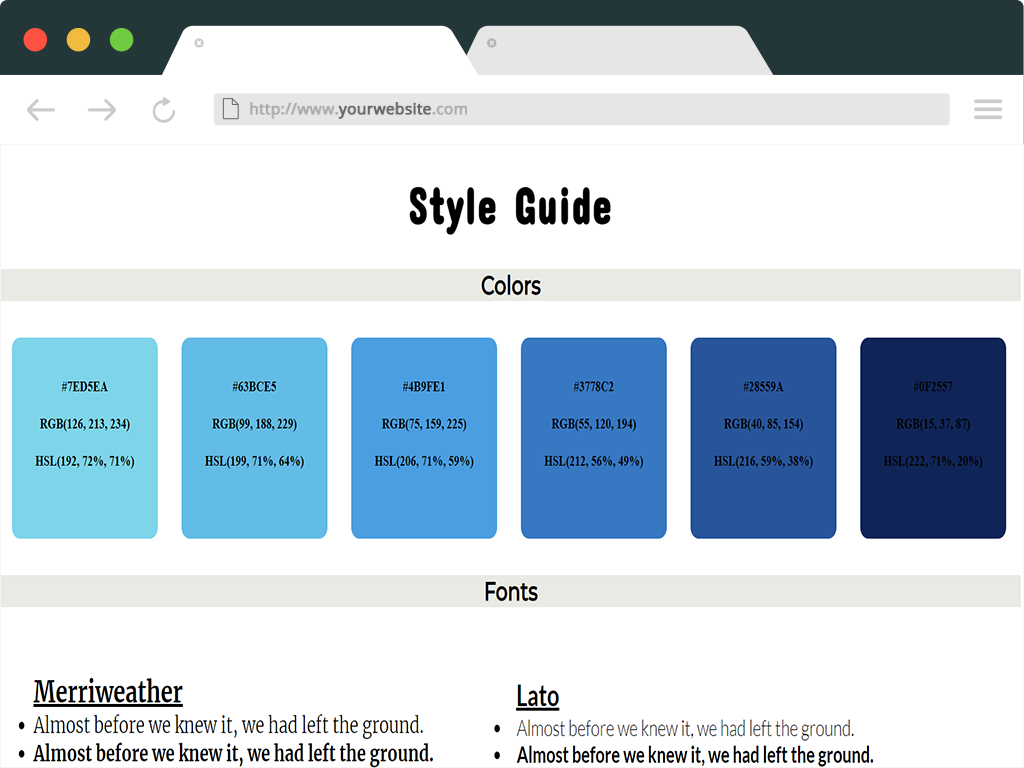 http://www.yourwebsite.com
Style Guide
Colors
#7ED5EA
RGB(126, 213, 234)
HSL(192, 72%, 71%)
#63BCE5
RGB(99, 188, 229)
HSL(199, 71%, 64%)
#4B9FE1
RGB(75, 159, 225)
HSL(206, 71%, 59%)
#3778C2
RGB(55, 120, 194)
HSL(212, 56%, 49%)
#28559A
RGB(40, 85, 154)
HSL(216, 59%, 38%)
#0F2557
RGB(15, 37, 87)
HSL(222, 71%, 20%)
Fonts
Merriweather
• Almost before we knew it, we had left the ground.
• Almost before we knew it, we had left the ground.
Lato
• Almost before we knew it, we had left the ground.
• Almost before we knew it, we had left the ground.